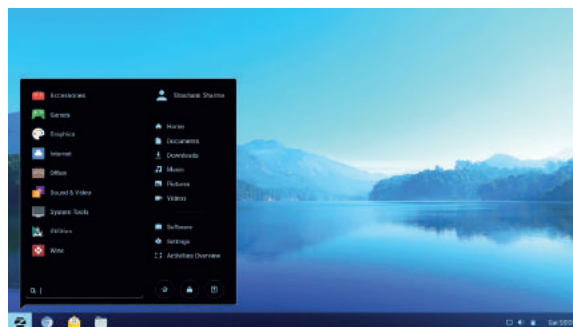 Accessories
Games
Graphics
Internet
Office
Sound & Video
System Tools
Utilities
Wine
Shashank Sharma
Home
Documents
Downloads
Music
Pictures
Videos
Software
Settings
Activities Overview